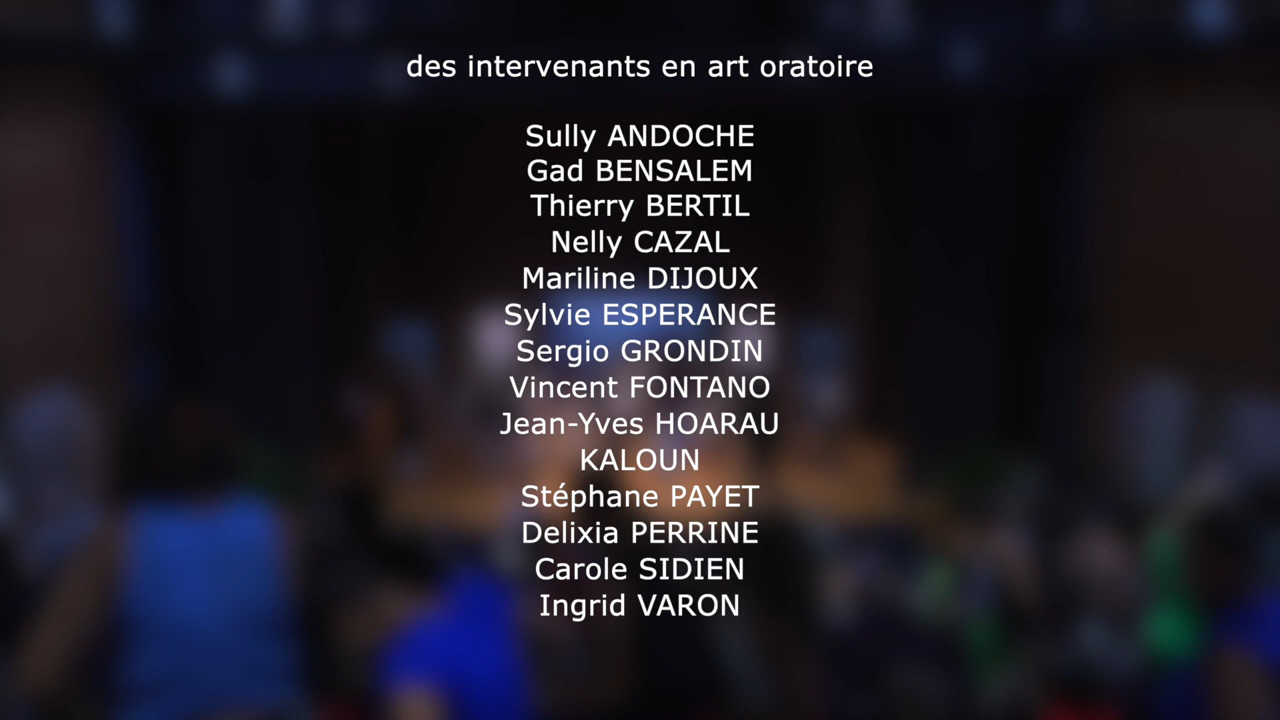 des intervenants en art oratoire
Sully ANDOCHE
Gad BENSALEM
Thierry BERTIL
Nelly CAZAL
Mariline DIJOUX
Sylvie ESPERANCE
Sergio GRONDIN
Vincent FONTANO
Jean-Yves HOARAU
KALOUN
Stéphane PAYET
Delixia PERRINE
Carole SIDIEN
Ingrid VARON